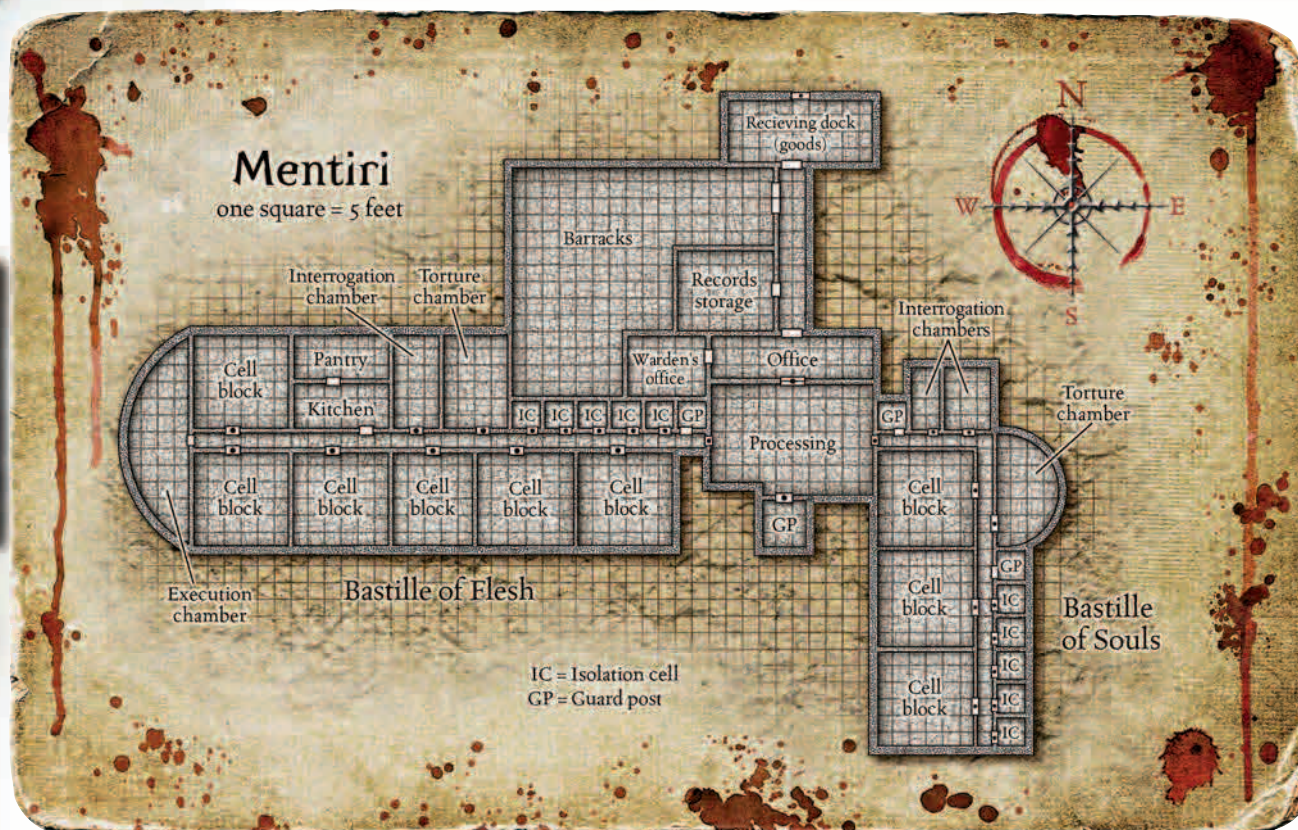 Mentiri
one square = 5 feet
N
W
E
S
Recieving dock
(goods)
Barracks
Records
storage
Interrogation
chamber
Torture
chamber
Interrogation
chambers
Torture
chamber
Cell
block
Pantry
Kitchen
Warden's
office
Office
IC
IC
IC
IC
IC
GP
Processing
GP
GP
Cell
block
Cell
block
Cell
block
Cell
block
Cell
block
Cell
block
Cell
block
Cell
block
GP
IC
IC
IC
IC
IC
Execution
chamber
Bastille of Flesh
Bastille
of Souls
IC = Isolation cell
GP = Guard post